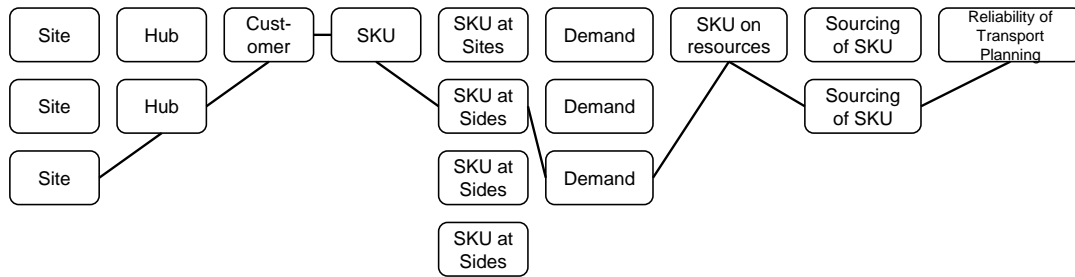 Site
Hub
Cust-
omer
SKU
SKU at
Sites
Demand
SKU on
resources
Sourcing
of SKU
Reliability of
Transport
Planning
Site
Hub
SKU at
Sides
Demand
Sourcing
of SKU
Site
SKU at
Sides
Demand
SKU at
Sides